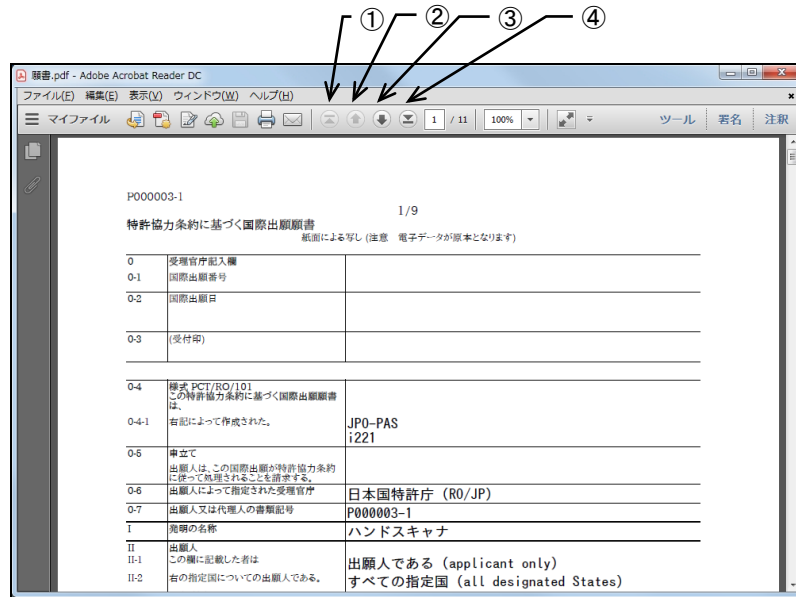 ① ② ③ ④
願書.pdf - Adobe Acrobat Reader DC
ファイル(F) 編集(E) 表示(V) ウィンドウ(W) ヘルプ(H)
マイファイル 1 / 11 100% ツール 署名 注釈
P000003-1
1/9
特許協力条約に基づく国際出願願書
紙面による写し (注意 電子データが原本となります)
0 受理官庁記入欄
0-1 国際出願番号
0-2 国際出願日
0-3 (受付印)
0-4 様式 PCT/RO/101
この特許協力条約に基づく国際出願願書
は、
0-4-1 右記によって作成された。 JPO-PAS
i221
0-5 申立て
出願人は、この国際出願が特許協力条約
に従って処理されることを請求する。
0-6 出願人によって指定された受理官庁 日本国特許庁 (RO/JP)
0-7 出願人又は代理人の書類記号 P000003-1
I 発明の名称 ハンドスキャナ
II 出願人
II-1 この欄に記載した者は 出願人である (applicant only)
II-2 右の指定国についての出願人である。 すべての指定国 (all designated States)